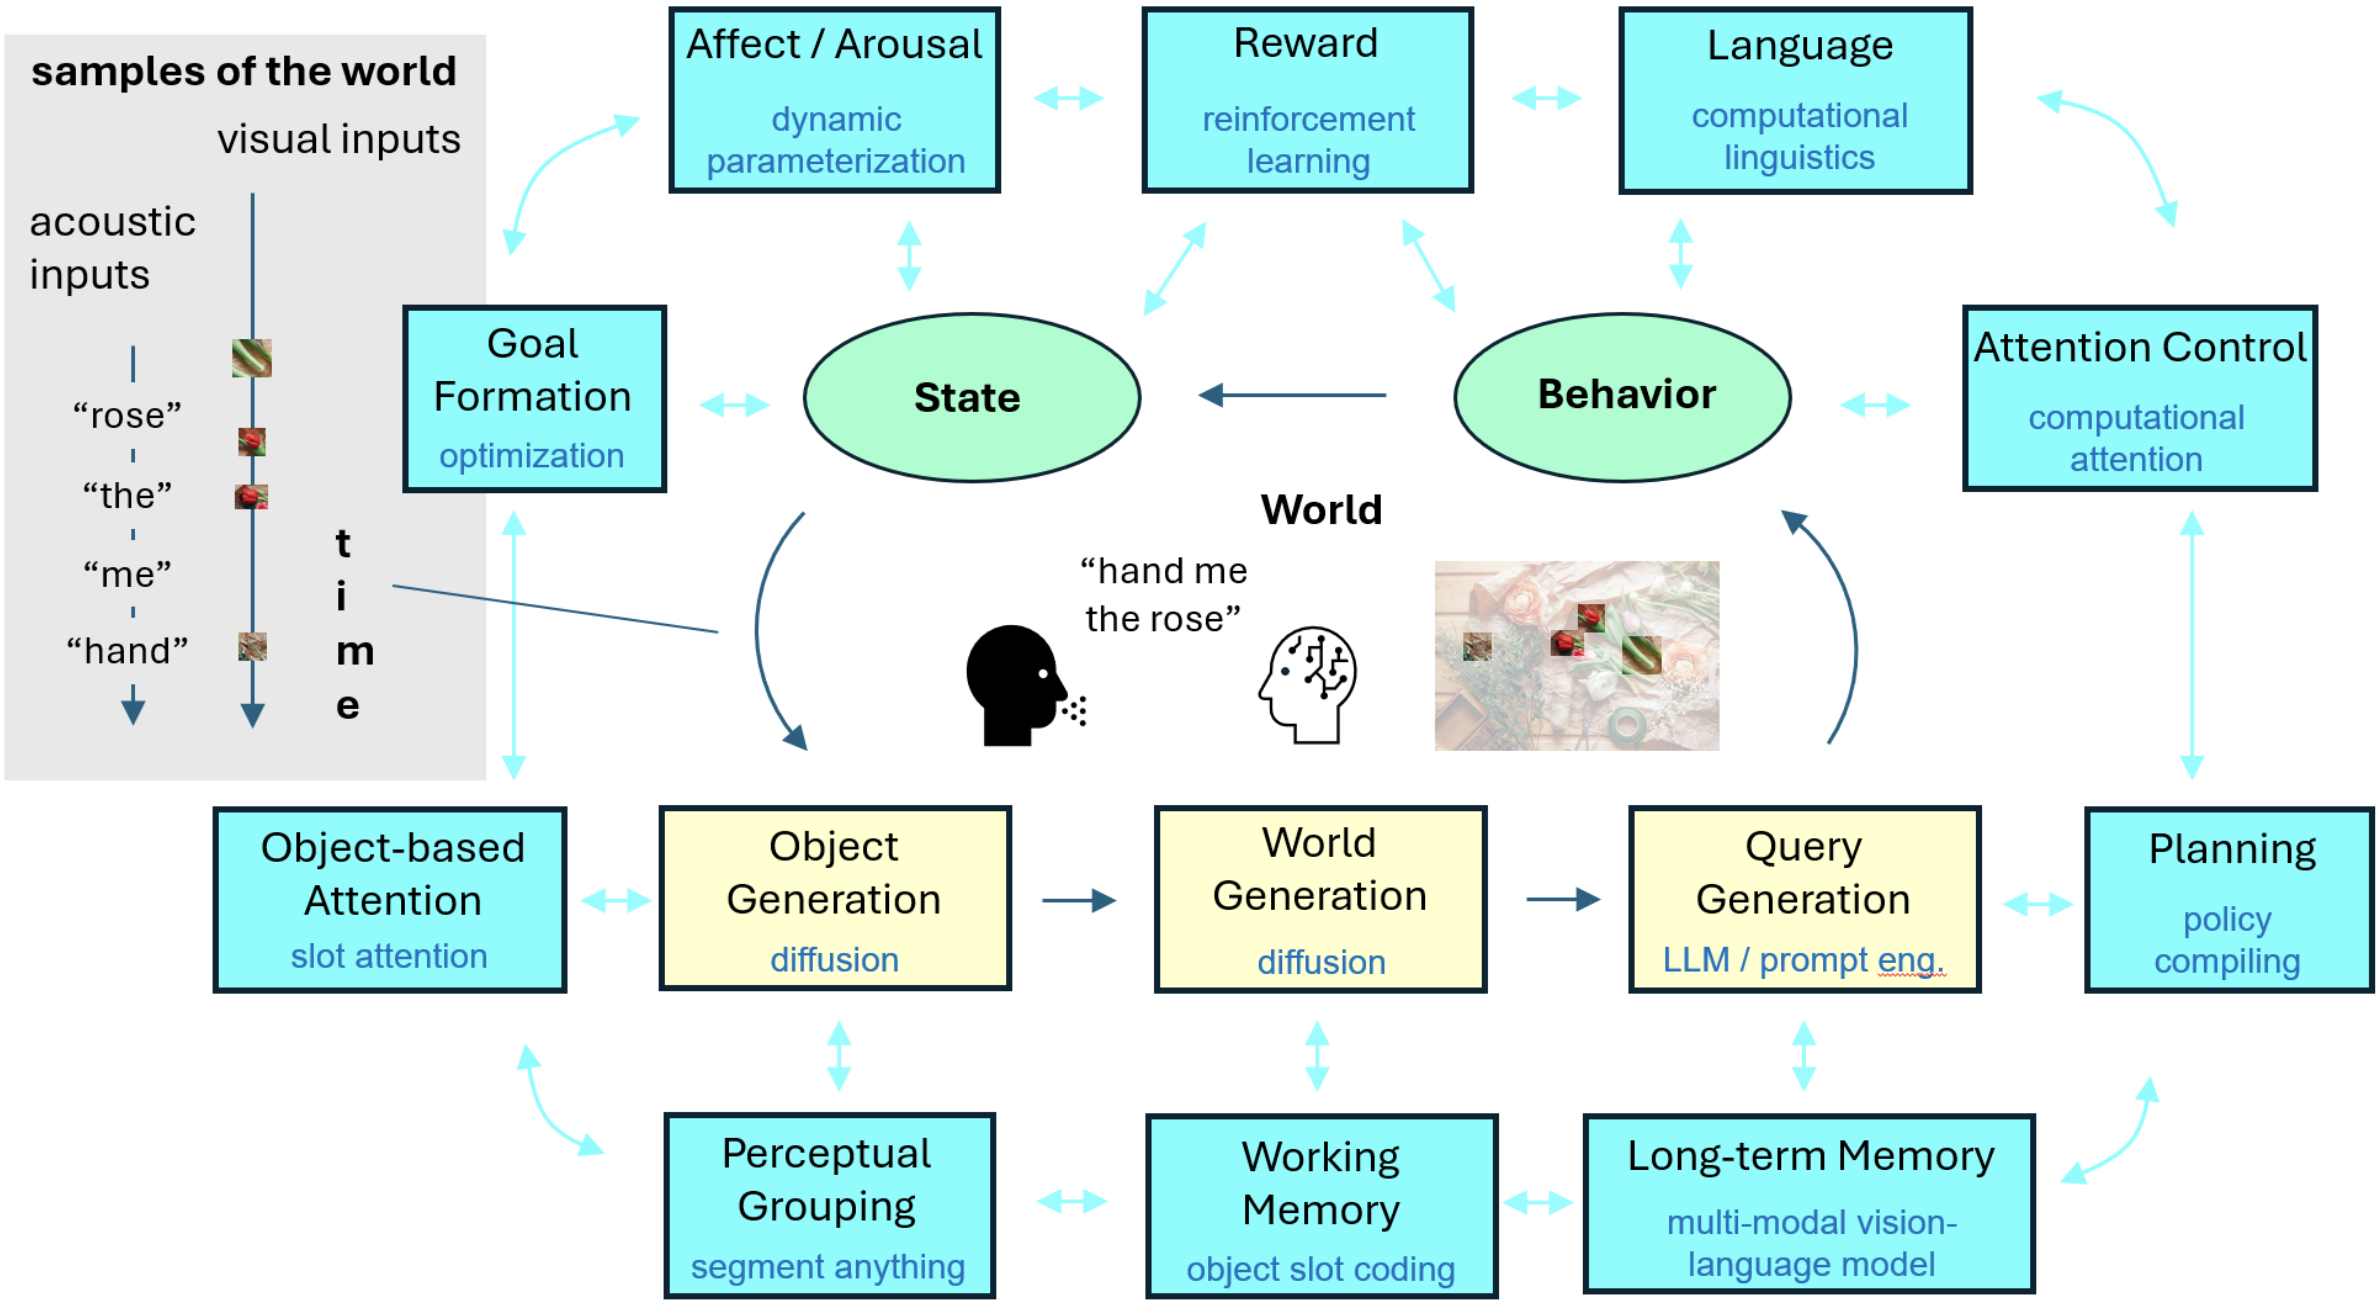 samples of the world
visual inputs
acoustic
inputs
“rose”
“the”
“me”
“hand”
t
i
m
e
Affect / Arousal
dynamic
parameterization
Reward
reinforcement
learning
Language
computational
linguistics
Goal
Formation
optimization
State
Behavior
Attention Control
computational
attention
World
“hand me
the rose”
Object-based
Attention
slot attention
Object
Generation
diffusion
World
Generation
diffusion
Query
Generation
LLM / prompt eng.
Planning
policy
compiling
Perceptual
Grouping
segment anything
Working
Memory
object slot coding
Long-term Memory
multi-modal vision-
language model